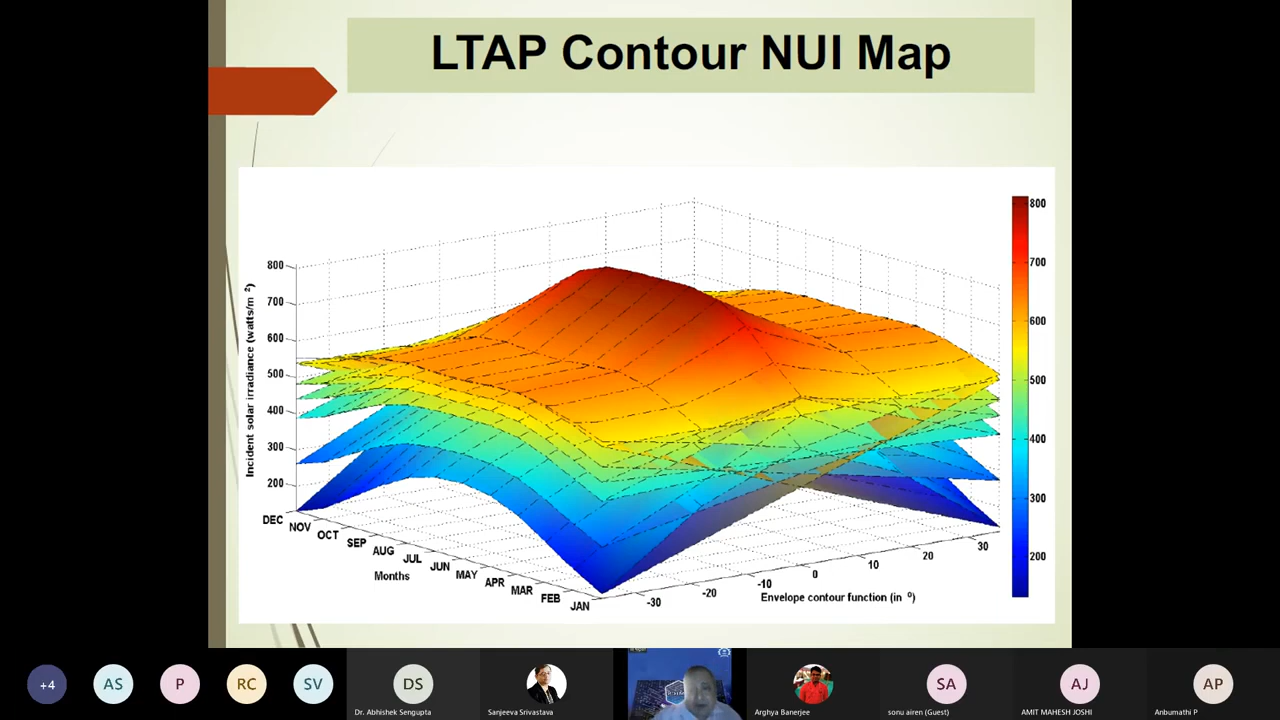 LTAP Contour NUI Map
800
700
600
500
400
300
200
Incident solar irradiance (watts/m 2)
DEC
NOV
OCT
SEP
AUG
JUL
JUN
MAY
APR
MAR
FEB
JAN
Months
-30
-20
-10
0
10
20
30
Envelope contour function (in o)
800
700
600
500
400
300
200
+4
AS
P
RC
SV
DS
SA
AJ
AP
Dr. Abhishek Sengupta
Sanjeeva Srivastava
Arghya Banerjee
sonu airen (Guest)
AMIT MAHESH JOSHI
Anbumathi P